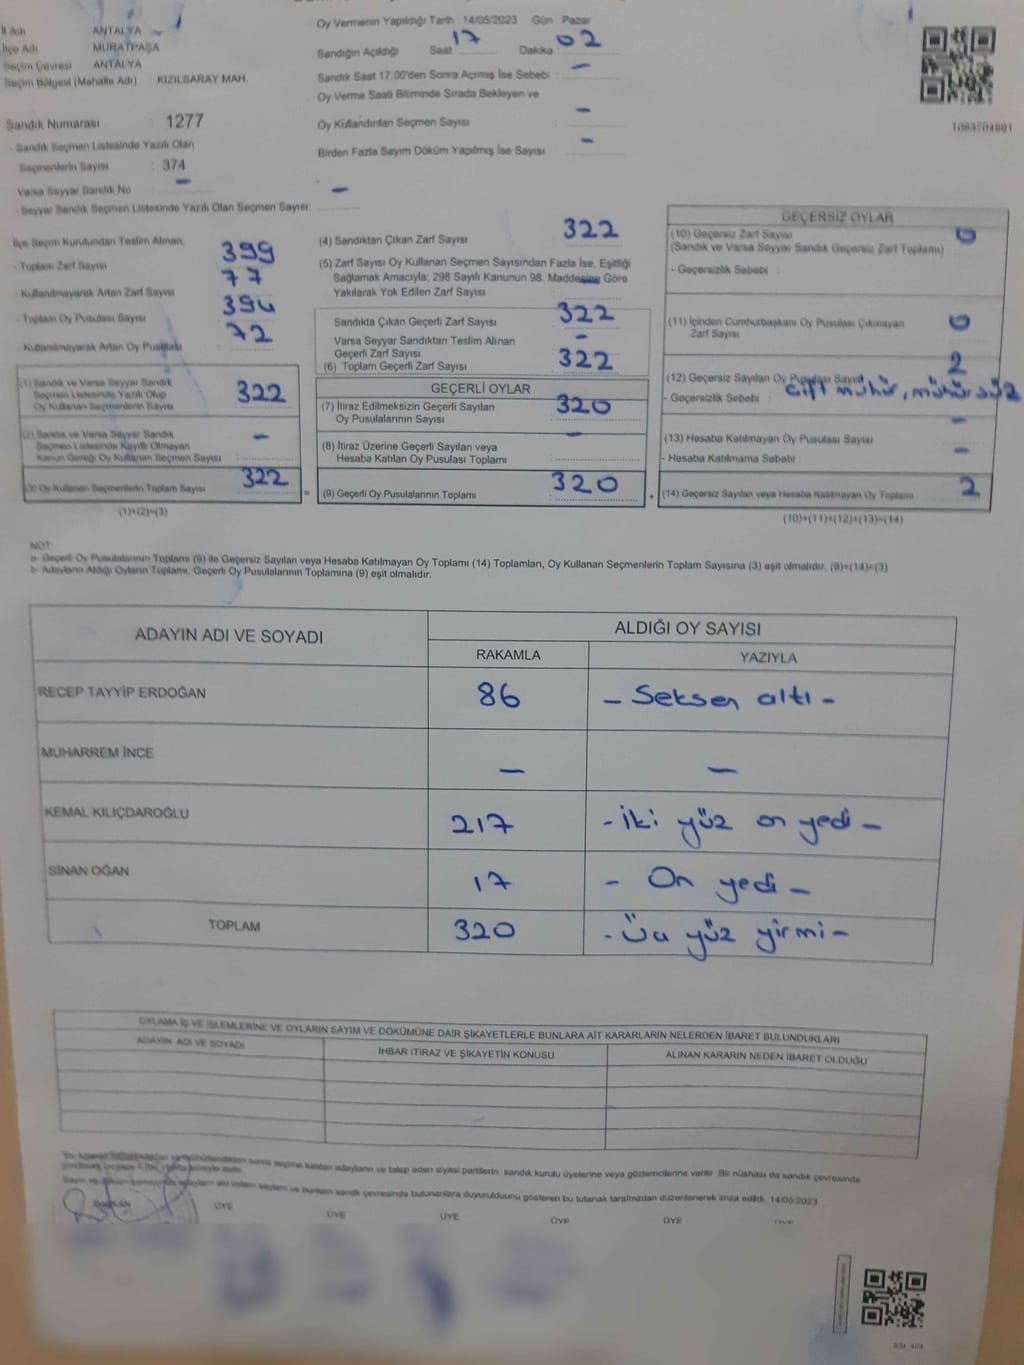 İl Adı ANTALYA
İlçe Adı MURATPAŞA
Seçim Çevresi ANTALYA
Seçim Bölgesi (Mahalle Adı) KIZILSARAY MAH.
Sandık Numarası : 1277
- Sandık Seçmen Listesinde Yazılı Olan
Seçmenlerin Sayısı : 374
Varsa Seyyar Sandık No –
- Seyyar Sandık Seçmen Listesinde Yazılı Olan Seçmen Sayısı: –
Oy Vermenin Yapıldığı Tarih : 14/05/2023 Gün : Pazar
Sandığın Açıldığı Saat 17 Dakika 02
Sandık Saat 17:00'den Sonra Açımış İse Sebebi –
Oy Verme Saati Bitiminde Sırada Bekleyen ve
Oy Kullandırılan Seçmen Sayısı : –
Birden Fazla Sayım Döküm Yapılmış İse Sayısı –
1093704001
İlçe Seçim Kurulundan Teslim Alınan:
- Toplam Zarf Sayısı 399
- Kullanılmayarak Artan Zarf Sayısı 77
- Toplam Oy Pusulası Sayısı 394
- Kullanılmayarak Artan Oy Pusulası 72
(1) Sandık ve Varsa Seyyar Sandık
Seçmen Listesinde Yazılı Olup
Oy Kullanan Seçmenlerin Sayısı 322
(2) Sandık ve Varsa Seyyar Sandık
Seçmen Listesinde Kayıtlı Olmayan
Kanun Gereği Oy Kullanan Seçmen Sayısı –
(3) Oy Kullanan Seçmenlerin Toplam Sayısı 322
(1)+(2)=(3)
(4) Sandıktan Çıkan Zarf Sayısı 322
(5) Zarf Sayısı Oy Kullanan Seçmen Sayısından Fazla İse, Eşitliği
Sağlamak Amacıyla; 298 Sayılı Kanunun 98. Maddesine Göre
Yakılarak Yok Edilen Zarf Sayısı –
Sandıkta Çıkan Geçerli Zarf Sayısı 322
Varsa Seyyar Sandıktan Teslim Alınan
Geçerli Zarf Sayısı –
(6) Toplam Geçerli Zarf Sayısı 322
GEÇERLİ OYLAR
(7) İtiraz Edilmeksizin Geçerli Sayılan
Oy Pusulasının Sayısı 320
(8) İtiraz Üzerine Geçerli Sayılan veya
Hesaba Katılan Oy Pusulası Toplamı –
= (9) Geçerli Oy Pusulalarının Toplamı 320
GEÇERSİZ OYLAR
(10) Geçersiz Zarf Sayısı 0
(Sandık ve Varsa Seyyar Sandık Geçersiz Zarf Toplamı)
- Geçersizlik Sebebi :
(11) İçinden Cumhurbaşkanı Oy Pusulası Çıkmayan
Zarf Sayısı 0
(12) Geçersiz Sayılan Oy Pusulası Sayısı 2
- Geçersizlik Sebebi : çift mühür, mühürsüz
(13) Hesaba Katılmayan Oy Pusulası Sayısı –
- Hesaba Katılmama Sebebi : –
+ (14) Geçersiz Sayılan veya Hesaba Katılmayan Oy Toplamı 2
(10)+(11)+(12)+(13)=(14)
NOT:
a- Geçerli Oy Pusulalarının Toplamı (9) ile Geçersiz Sayılan veya Hesaba Katılmayan Oy Toplamı (14) Toplamları, Oy Kullanan Seçmenlerin Toplam Sayısına (3) eşit olmalıdır. (9)+(14)=(3)
b- Adayların Aldığı Oyların Toplamı, Geçerli Oy Pusulalarının Toplamına (9) eşit olmalıdır.
ADAYIN ADI VE SOYADI
ALDIĞI OY SAYISI
RAKAMLA YAZIYLA
RECEP TAYYİP ERDOĞAN 86 – Seksen altı –
MUHARREM İNCE – –
KEMAL KILIÇDAROĞLU 217 – iki yüz on yedi –
SİNAN OĞAN 17 – On yedi –
TOPLAM 320 – Üç yüz yirmi –
OYLAMA İŞ VE İŞLEMLERİNE VE OYLARIN SAYIM VE DÖKÜMÜNE DAİR ŞİKAYETLERLE BUNLARA AİT KARARLARIN NELERDEN İBARET BULUNDUKLARI
ADAYIN ADI VE SOYADI İHBAR İTİRAZ VE ŞİKAYETİN KONUSU ALINAN KARARIN NEDEN İBARET OLDUĞU
sonra seçime katılan adayların ve talep eden siyasi partilerin sandık kurulu üyelerine veya gözlemcilerine verilir. Bir nüshası da sandık çevresinde
ve bunların sandık çevresinde bulunanlara duyurulduunu gösteren bu tutanak tarafımızdan düzenlenerek imza edildi. 14/05/2023
BAŞKAN ÜYE ÜYE ÜYE ÜYE ÜYE ÜYE